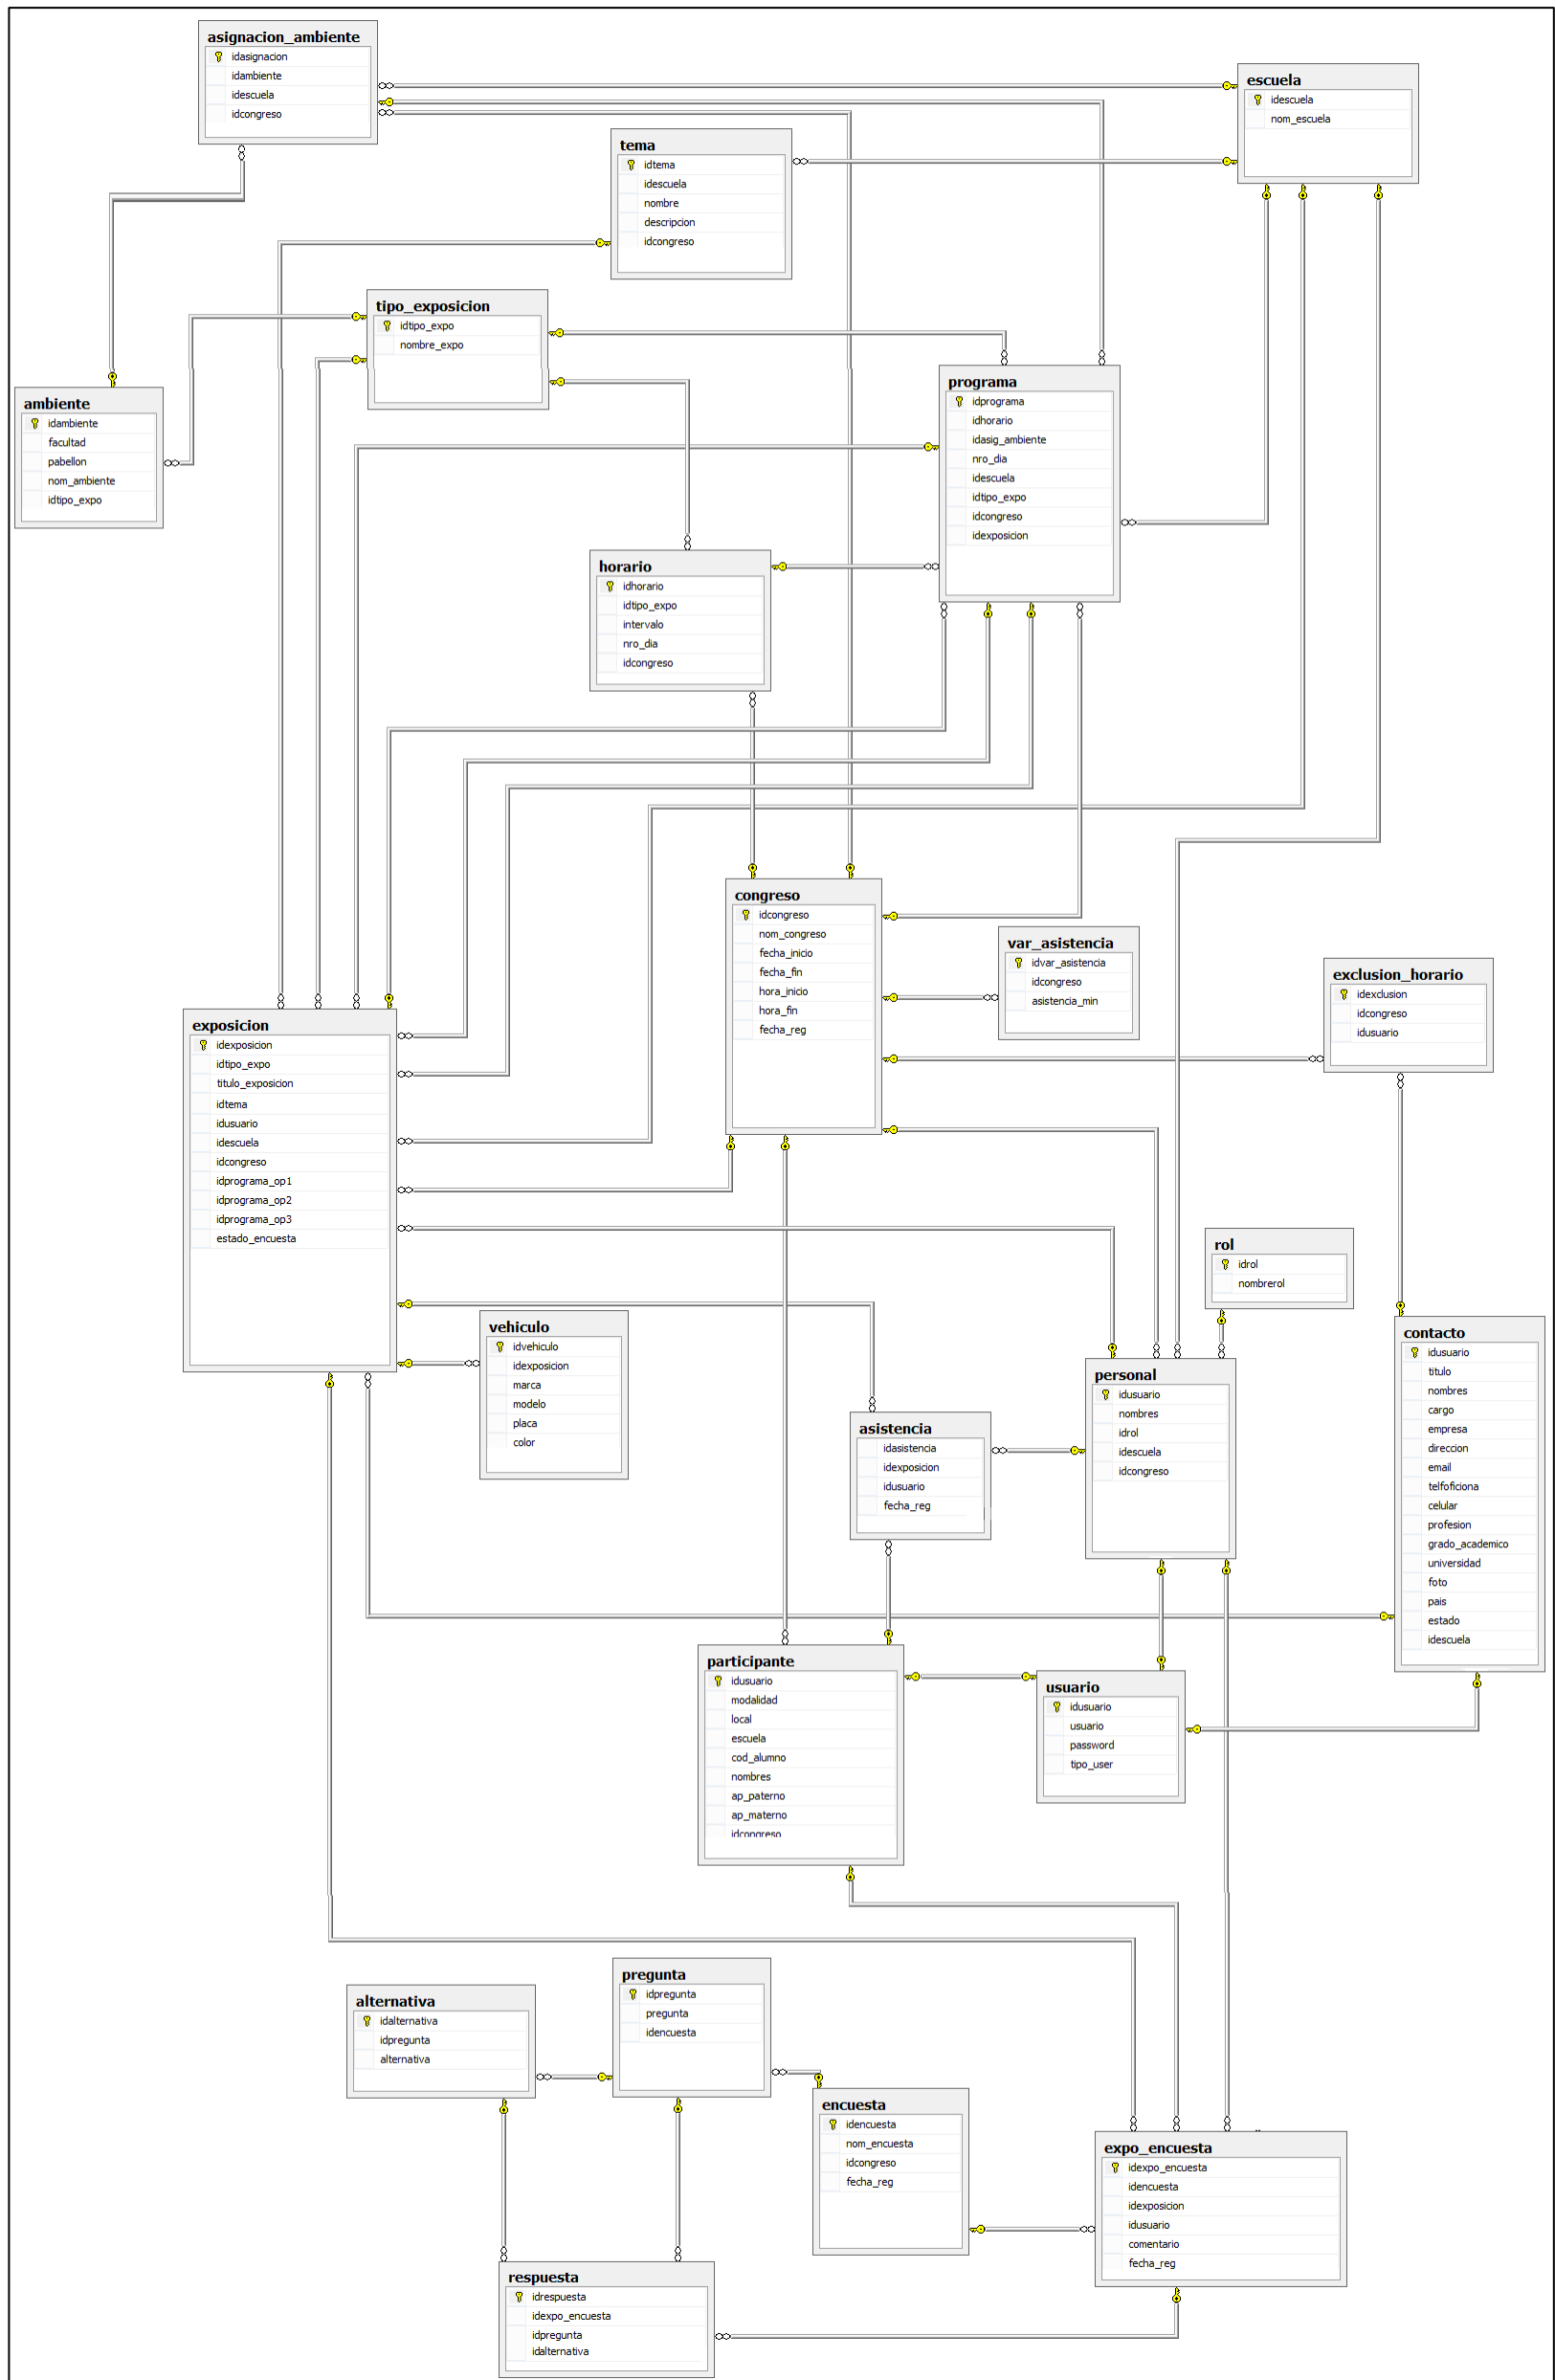 asignacion_ambiente
idasignacion
idambiente
idescuela
idcongreso
escuela
idescuela
nom_escuela
tema
idtema
idescuela
nombre
descripcion
idcongreso
tipo_exposicion
idtipo_expo
nombre_expo
ambiente
idambiente
facultad
pabellon
nom_ambiente
idtipo_expo
programa
idprograma
idhorario
idasig_ambiente
nro_dia
idescuela
idtipo_expo
idcongreso
idexposicion
horario
idhorario
idtipo_expo
intervalo
nro_dia
idcongreso
congreso
idcongreso
nom_congreso
fecha_inicio
fecha_fin
hora_inicio
hora_fin
fecha_reg
var_asistencia
idvar_asistencia
idcongreso
asistencia_min
exclusion_horario
idexclusion
idcongreso
idusuario
exposicion
idexposicion
idtipo_expo
titulo_exposicion
idtema
idusuario
idescuela
idcongreso
idprograma_op1
idprograma_op2
idprograma_op3
estado_encuesta
rol
idrol
nombrerol
vehiculo
idvehiculo
idexposicion
marca
modelo
placa
color
contacto
idusuario
titulo
nombres
cargo
empresa
direccion
email
telfoficiona
celular
profesion
grado_academico
universidad
foto
pais
estado
idescuela
personal
idusuario
nombres
idrol
idescuela
idcongreso
asistencia
idasistencia
idexposicion
idusuario
fecha_reg
participante
idusuario
modalidad
local
escuela
cod_alumno
nombres
ap_paterno
ap_materno
idcongreso
usuario
idusuario
usuario
password
tipo_user
pregunta
idpregunta
pregunta
idencuesta
alternativa
idalternativa
idpregunta
alternativa
encuesta
idencuesta
nom_encuesta
idcongreso
fecha_reg
expo_encuesta
idexpo_encuesta
idencuesta
idexposicion
idusuario
comentario
fecha_reg
respuesta
idrespuesta
idexpo_encuesta
idpregunta
idalternativa